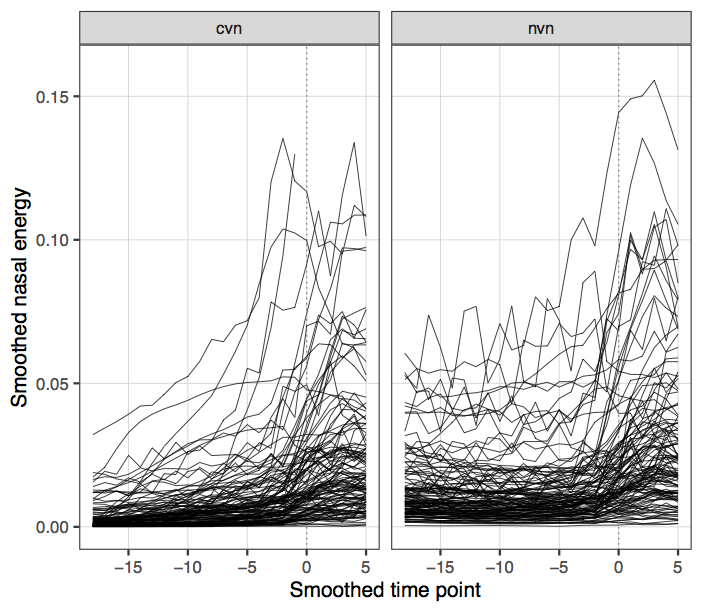 cvn nvn
Smoothed nasal energy
0.15
0.10
0.05
0.00
−15 −10 −5 0 5 −15 −10 −5 0 5
Smoothed time point